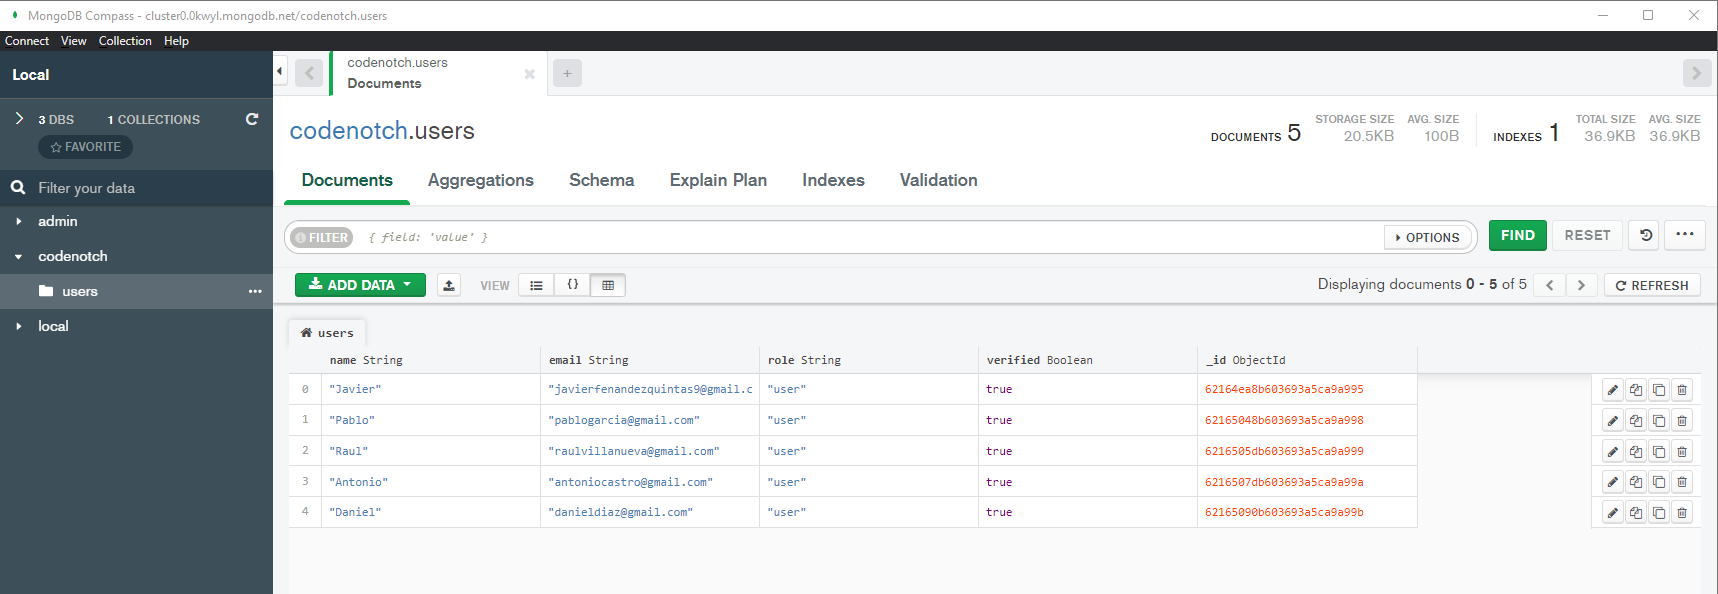 MongoDB Compass - cluster0.0kwyl.mongodb.net/codenotch.users
Connect View Collection Help
Local
3 DBS 1 COLLECTIONS
FAVORITE
Filter your data
admin
codenotch
users
local
codenotch.users
Documents
codenotch.users
DOCUMENTS 5 STORAGE SIZE 20.5KB AVG. SIZE 100B INDEXES 1 TOTAL SIZE 36.9KB AVG. SIZE 36.9KB
Documents Aggregations Schema Explain Plan Indexes Validation
FILTER { field: 'value' } OPTIONS FIND RESET
ADD DATA VIEW {} Displaying documents 0 - 5 of 5 REFRESH
users
name String email String role String verified Boolean _id ObjectId
0 "Javier" "javierfenandezquintas9@gmail.c "user" true 62164ea8b603693a5ca9a995
1 "Pablo" "pablogarcia@gmail.com" "user" true 62165048b603693a5ca9a998
2 "Raul" "raulvillanueva@gmail.com" "user" true 6216505db603693a5ca9a999
3 "Antonio" "antoniocastro@gmail.com" "user" true 6216507db603693a5ca9a99a
4 "Daniel" "danieldiaz@gmail.com" "user" true 62165090b603693a5ca9a99b